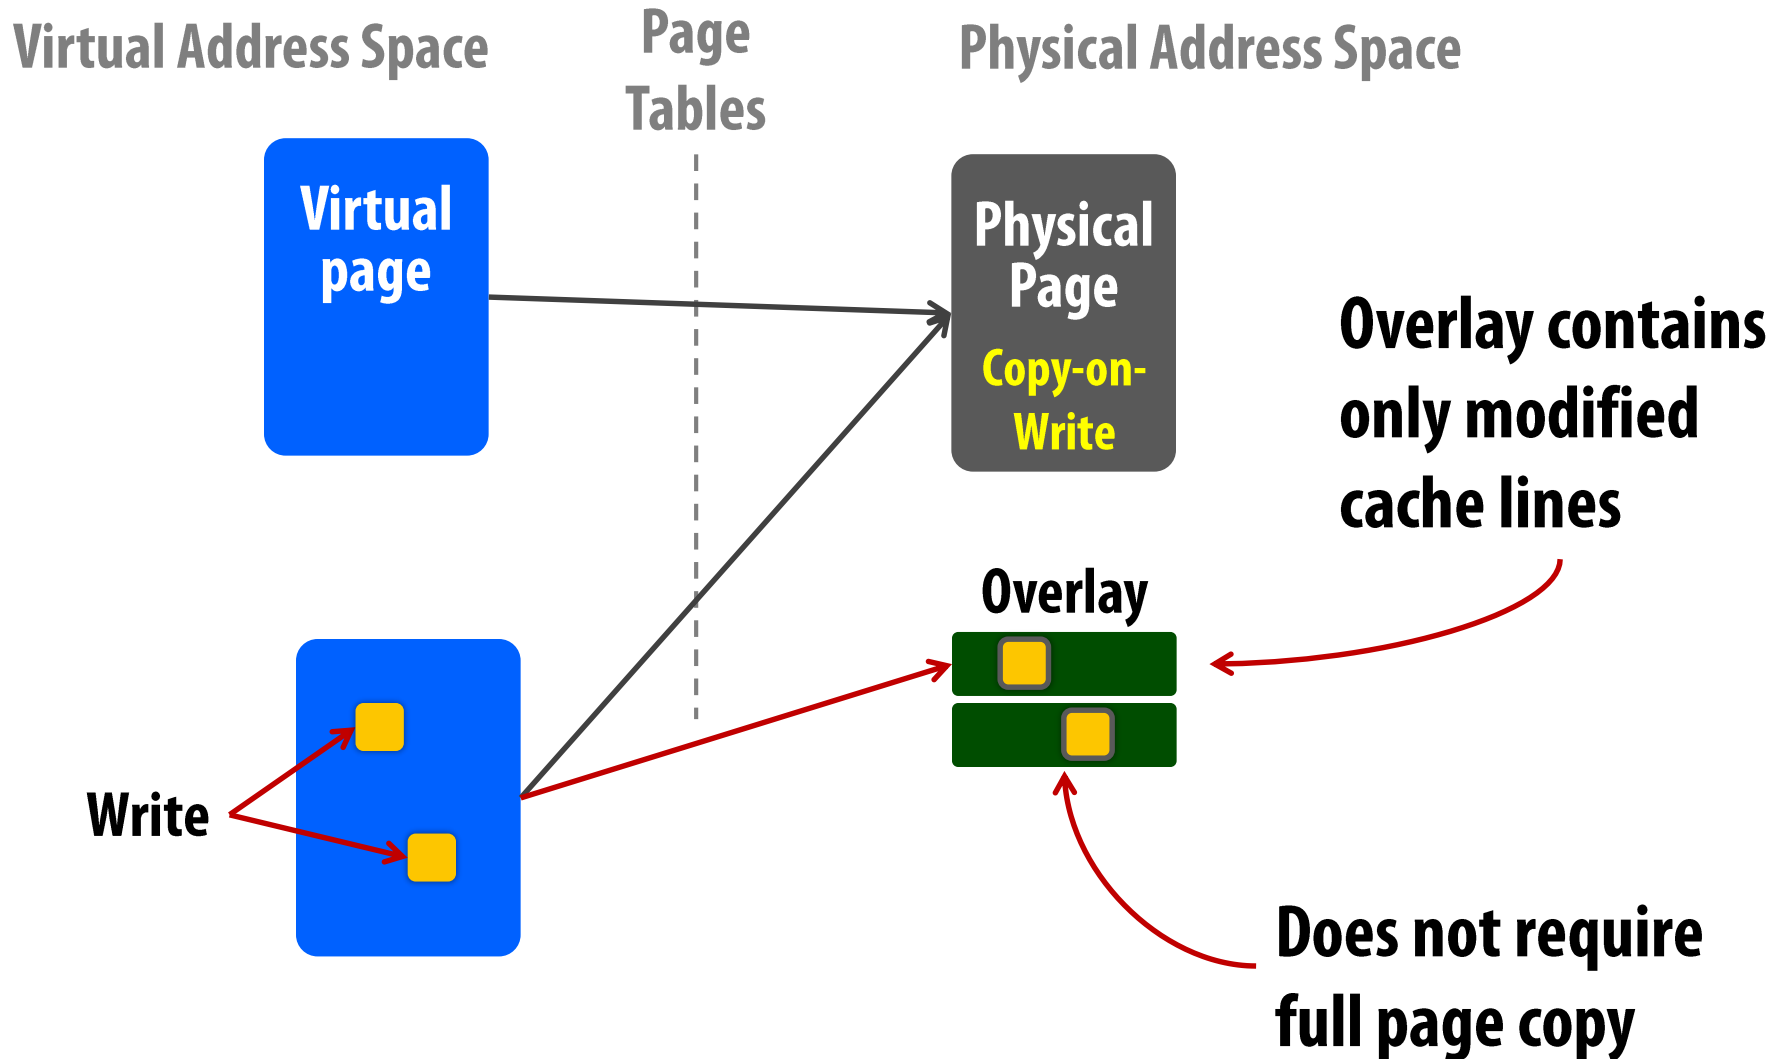 Virtual Address Space
Page
Tables
Physical Address Space
Virtual
page
Physical
Page
Copy-on-
Write
Overlay contains
only modified
cache lines
Overlay
Write
Does not require
full page copy